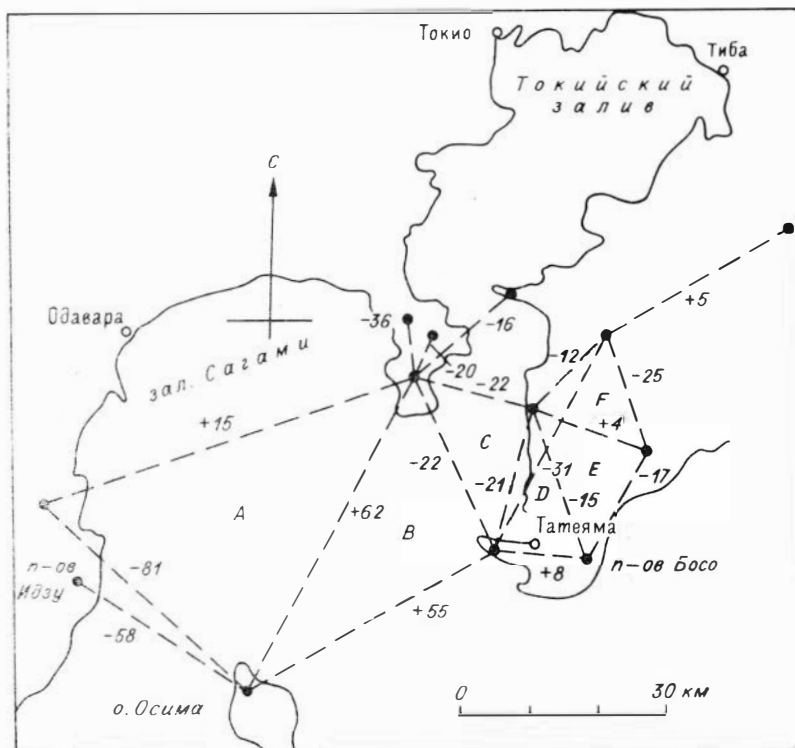 Токио
Тиба
Токийский
залив
С
Одавара
зал. Сагами
-36
-16
+5
-20
-12
-22
-25
F
+4
+15
C
-22
-31
E
-17
-21
D
-15
A
+62
B
Татеяма
п-ов
Идзу
-81
+8
п-ов Босо
-58
+55
о. Осима
0
30 км